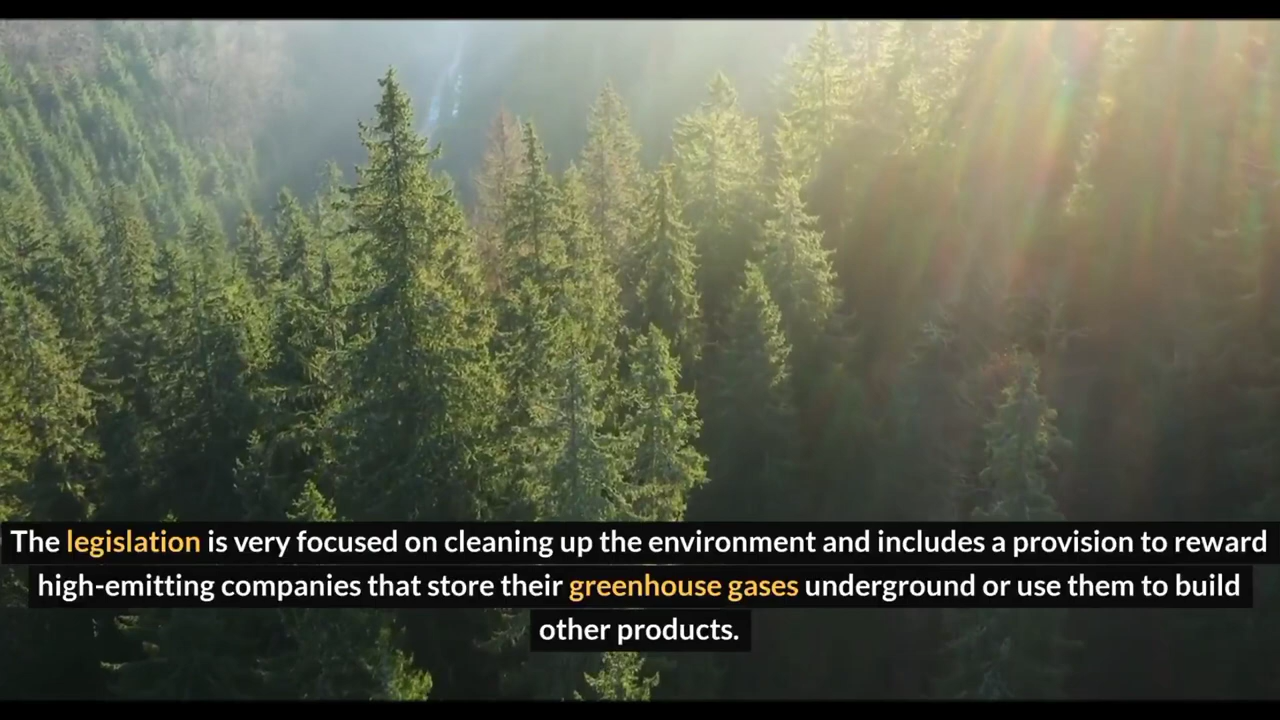 The legislation is very focused on cleaning up the environment and includes a provision to reward
high-emitting companies that store their greenhouse gases underground or use them to build
other products.